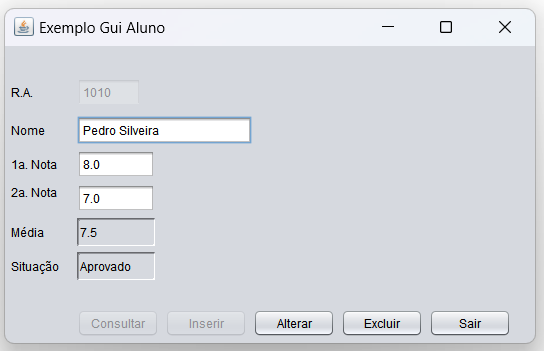 Exemplo Gui Aluno
R.A. 1010
Nome Pedro Silveira
1a. Nota 8.0
2a. Nota 7.0
Média 7.5
Situação Aprovado
Consultar Inserir Alterar Excluir Sair